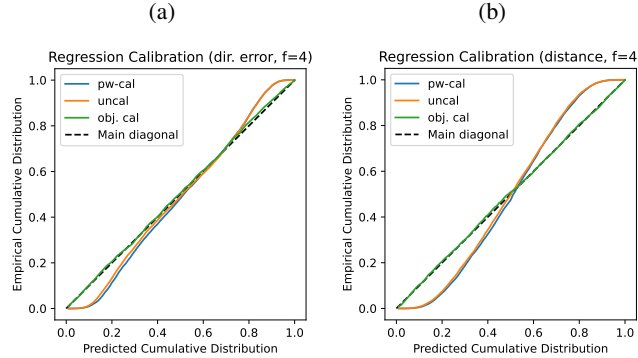 (a)
Regression Calibration (dir. error, f=4)
pw-cal
uncal
obj. cal
Main diagonal
Empirical Cumulative Distribution
1.0
0.8
0.6
0.4
0.2
0.0
0.0 0.2 0.4 0.6 0.8 1.0
Predicted Cumulative Distribution
(b)
Regression Calibration (distance, f=4
pw-cal
uncal
obj. cal
Main diagonal
Empirical Cumulative Distribution
1.0
0.8
0.6
0.4
0.2
0.0
0.0 0.2 0.4 0.6 0.8 1.0
Predicted Cumulative Distribution